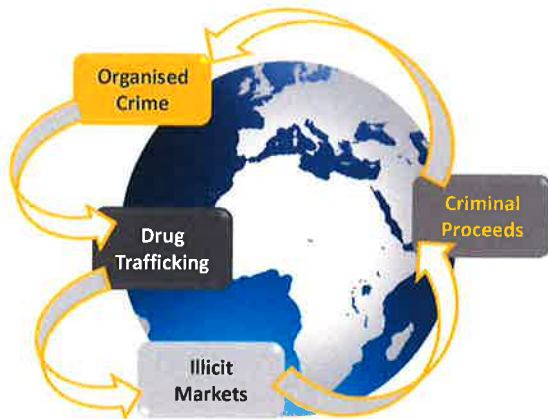 Organised
Crime
Drug
Trafficking
Illicit
Markets
Criminal
Proceeds